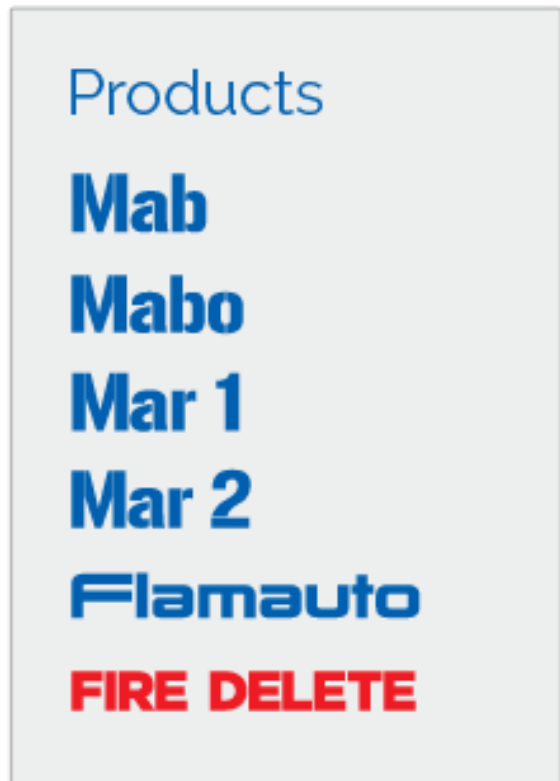 Products
Mab
Mabo
Mar 1
Mar 2
Flamauto
FIRE DELETE